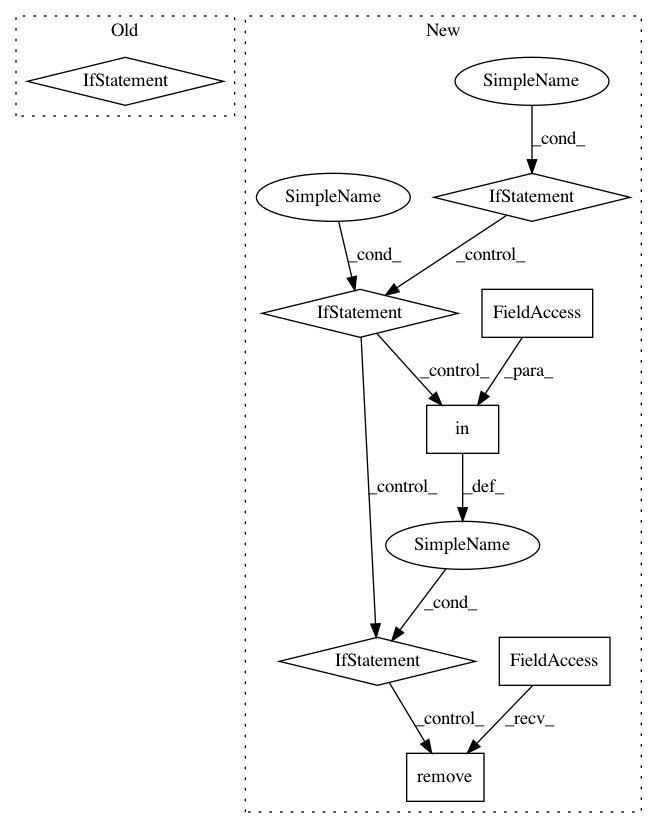 Old
New
IfStatement
SimpleName
_cond_
SimpleName
IfStatement
_cond_
_control_
IfStatement
FieldAccess
_control_
_para_
in
_control_
_def_
SimpleName
_cond_
IfStatement
FieldAccess
_control_
_recv_
remove